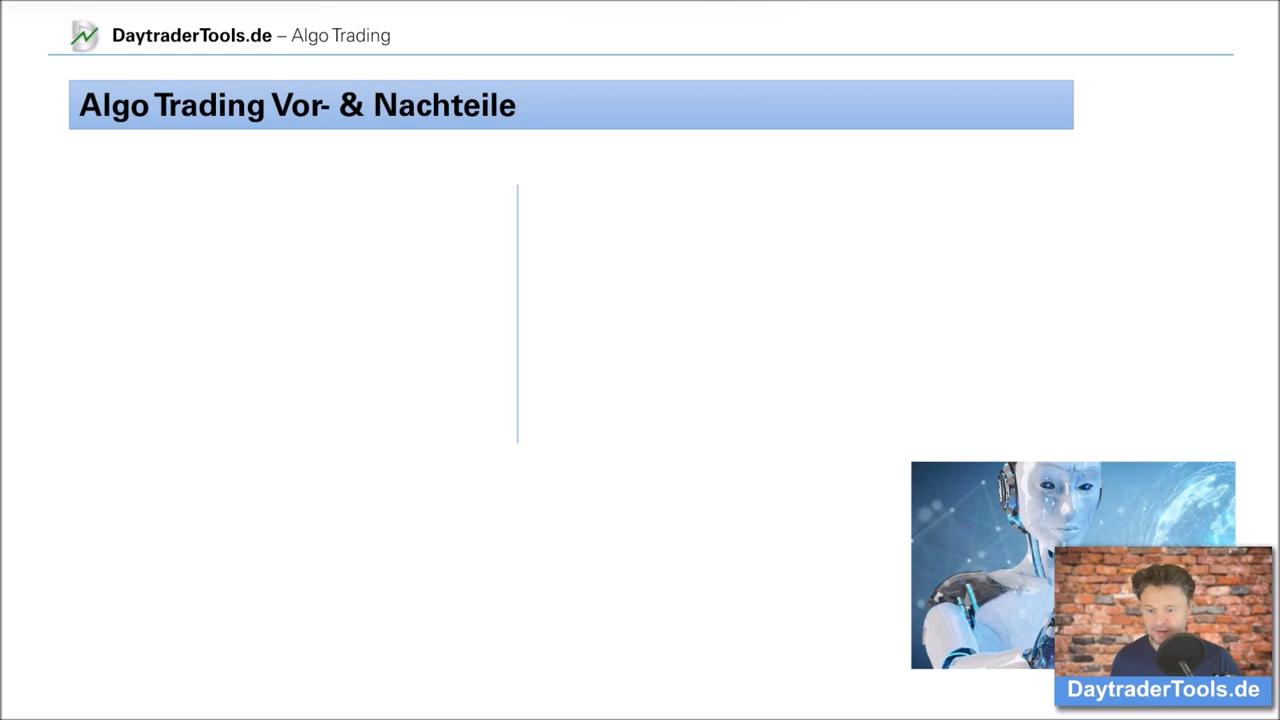 DaytraderTools.de – Algo Trading
Algo Trading Vor- & Nachteile
DaytraderTools.de